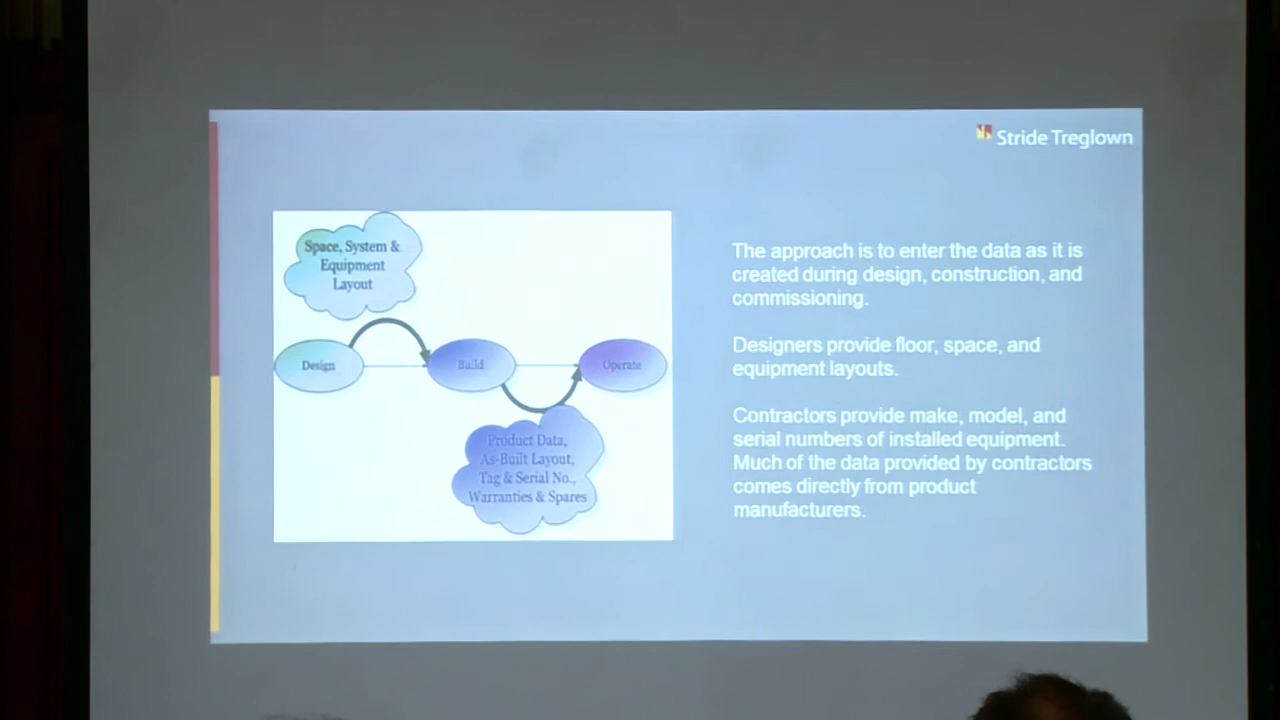 Stride Treglown
Space, System &
Equipment
Layout
Design
Build
Operate
Product Data,
As-Built Layout,
Tag & Serial No.,
Warranties & Spares
The approach is to enter the data as it is
created during design, construction, and
commissioning.
Designers provide floor, space, and
equipment layouts.
Contractors provide make, model, and
serial numbers of installed equipment.
Much of the data provided by contractors
comes directly from product
manufacturers.